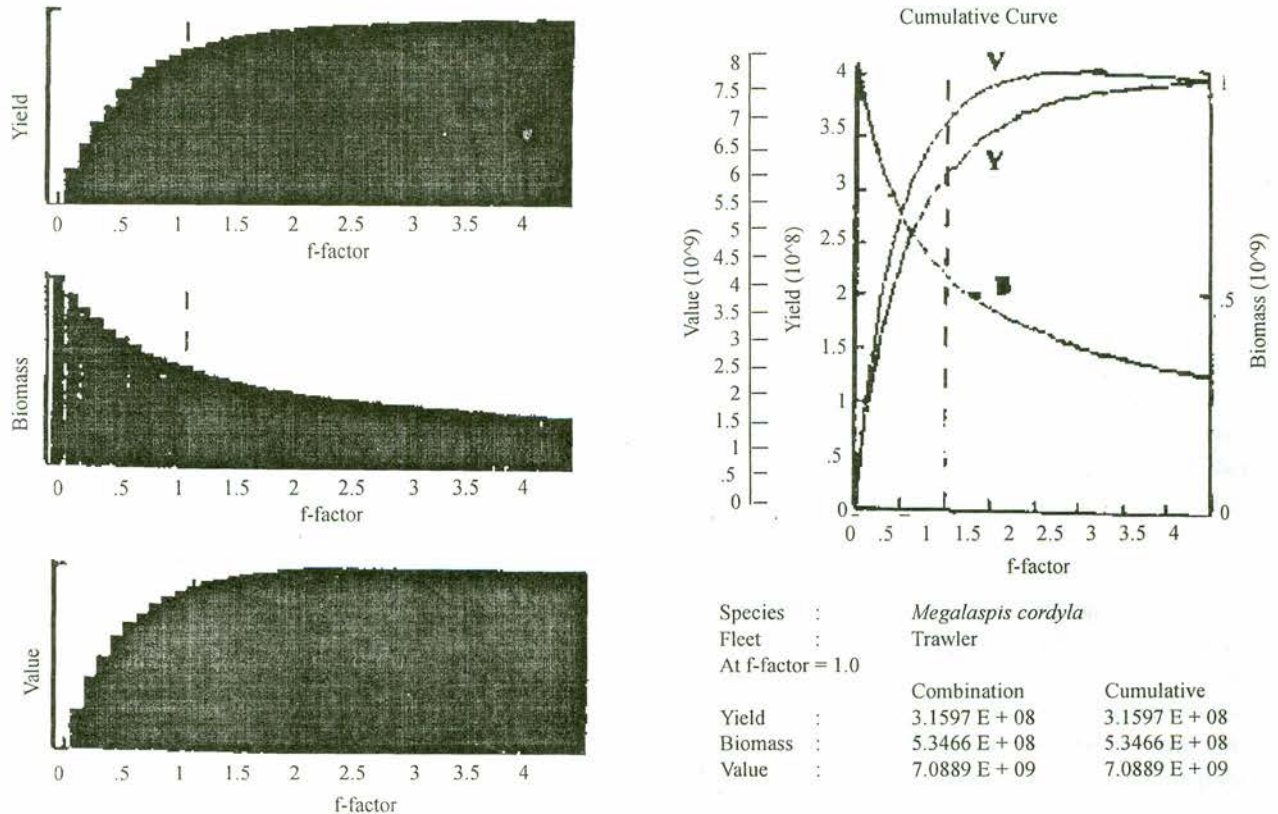 Yield
0 .5 1 1.5 2 2.5 3 3.5 4
f-factor
Biomass
0 .5 1 1.5 2 2.5 3 3.5 4
f-factor
Value
0 .5 1 1.5 2 2.5 3 3.5 4
f-factor
Cumulative Curve
Value (10^9)
8
7.5
7
6.5
6
5.5
5
4.5
4
3.5
3
2.5
2
1.5
1
.5
0
Yield (10^8)
4
3.5
3
2.5
2
1.5
1
.5
0
V
Y
B
1
.5
0
Biomass (10^9)
0 .5 1 1.5 2 2.5 3 3.5 4
f-factor
Species : Megalaspis cordyla
Fleet : Trawler
At f-factor = 1.0
Combination Cumulative
Yield : 3.1597 E + 08 3.1597 E + 08
Biomass : 5.3466 E + 08 5.3466 E + 08
Value : 7.0889 E + 09 7.0889 E + 09